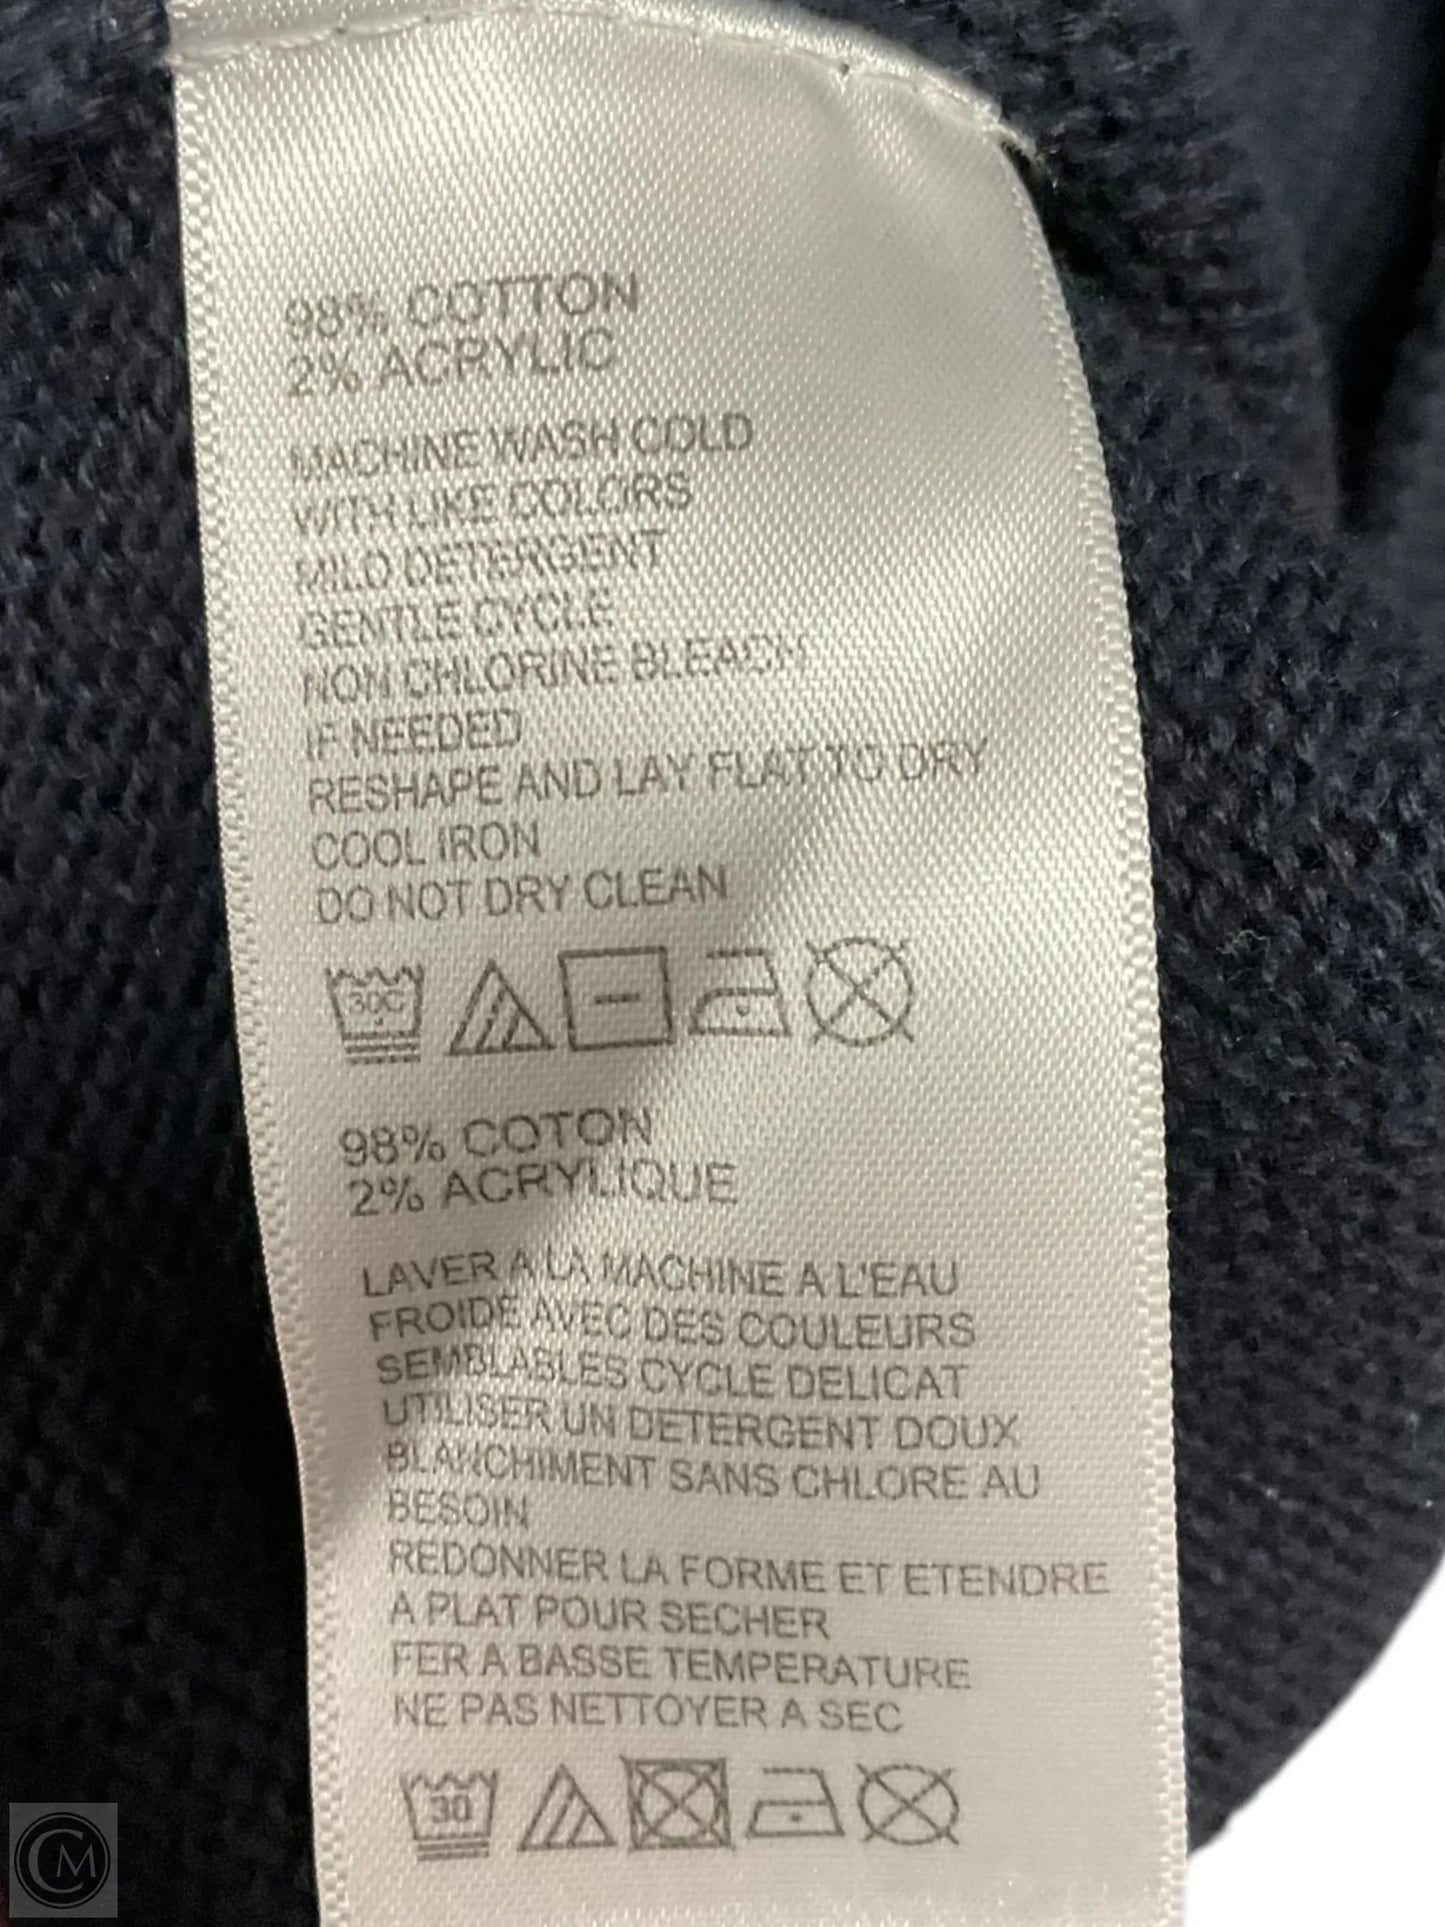 98% COTTON
2% ACRYLIC
MACHINE WASH COLD
WITH LIKE COLORS
MILD DETERGENT
GENTLE CYCLE
NON CHLORINE BLEACH
IF NEEDED
RESHAPE AND LAY FLAT TO DRY
COOL IRON
DO NOT DRY CLEAN
30C
98% COTON
2% ACRYLIQUE
LAVER A LA MACHINE A L'EAU
FROIDE AVEC DES COULEURS
SEMBLABLES CYCLE DELICAT
UTILISER UN DETERGENT DOUX
BLANCHIMENT SANS CHLORE AU
BESOIN
REDONNER LA FORME ET ETENDRE
A PLAT POUR SECHER
FER A BASSE TEMPERATURE
NE PAS NETTOYER A SEC
30
CM